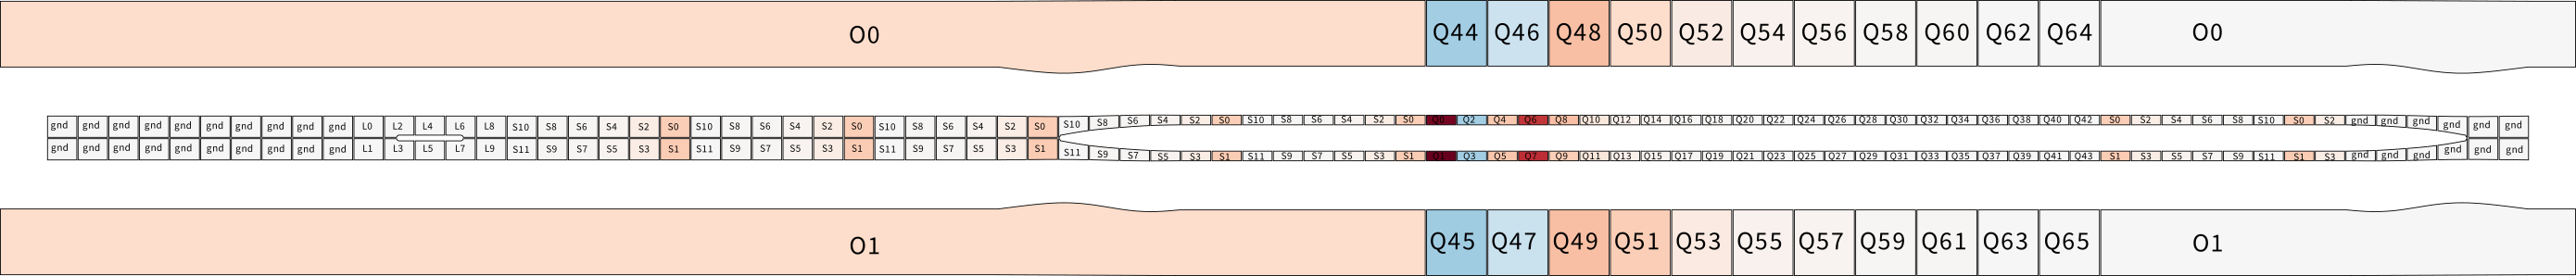 O0 Q44 Q46 Q48 Q50 Q52 Q54 Q56 Q58 Q60 Q62 Q64 O0
gnd gnd gnd gnd gnd gnd gnd gnd gnd gnd L0 L2 L4 L6 L8 S10 S8 S6 S4 S2 S0 S10 S8 S6 S4 S2 S0 S10 S8 S6 S4 S2 S0 S10 S8 S6 S4 S2 S0 S10 S8 S6 S4 S2 S0 Q0 Q2 Q4 Q6 Q8 Q10 Q12 Q14 Q16 Q18 Q20 Q22 Q24 Q26 Q28 Q30 Q32 Q34 Q36 Q38 Q40 Q42 S0 S2 S4 S6 S8 S10 S0 S2 gnd gnd gnd gnd gnd gnd
gnd gnd gnd gnd gnd gnd gnd gnd gnd gnd L1 L3 L5 L7 L9 S11 S9 S7 S5 S3 S1 S11 S9 S7 S5 S3 S1 S11 S9 S7 S5 S3 S1 S11 S9 S7 S5 S3 S1 S11 S9 S7 S5 S3 S1 Q1 Q3 Q5 Q7 Q9 Q11 Q13 Q15 Q17 Q19 Q21 Q23 Q25 Q27 Q29 Q31 Q33 Q35 Q37 Q39 Q41 Q43 S1 S3 S5 S7 S9 S11 S1 S3 gnd gnd gnd gnd gnd gnd
O1 Q45 Q47 Q49 Q51 Q53 Q55 Q57 Q59 Q61 Q63 Q65 O1